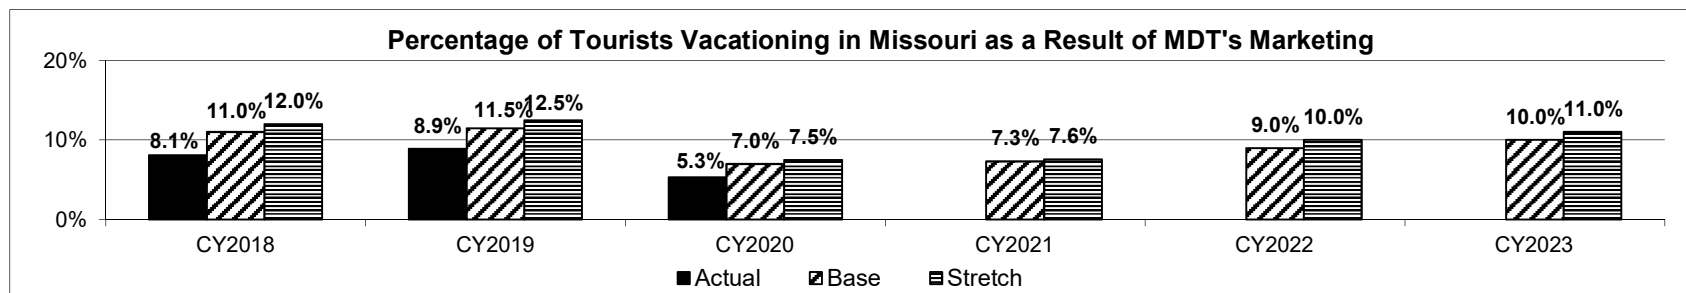 Percentage of Tourists Vacationing in Missouri as a Result of MDT's Marketing
20%
10%
0%
8.1% 11.0% 12.0%
8.9% 11.5% 12.5%
5.3% 7.0% 7.5%
7.3% 7.6%
9.0% 10.0%
10.0% 11.0%
CY2018 CY2019 CY2020 CY2021 CY2022 CY2023
Actual Base Stretch